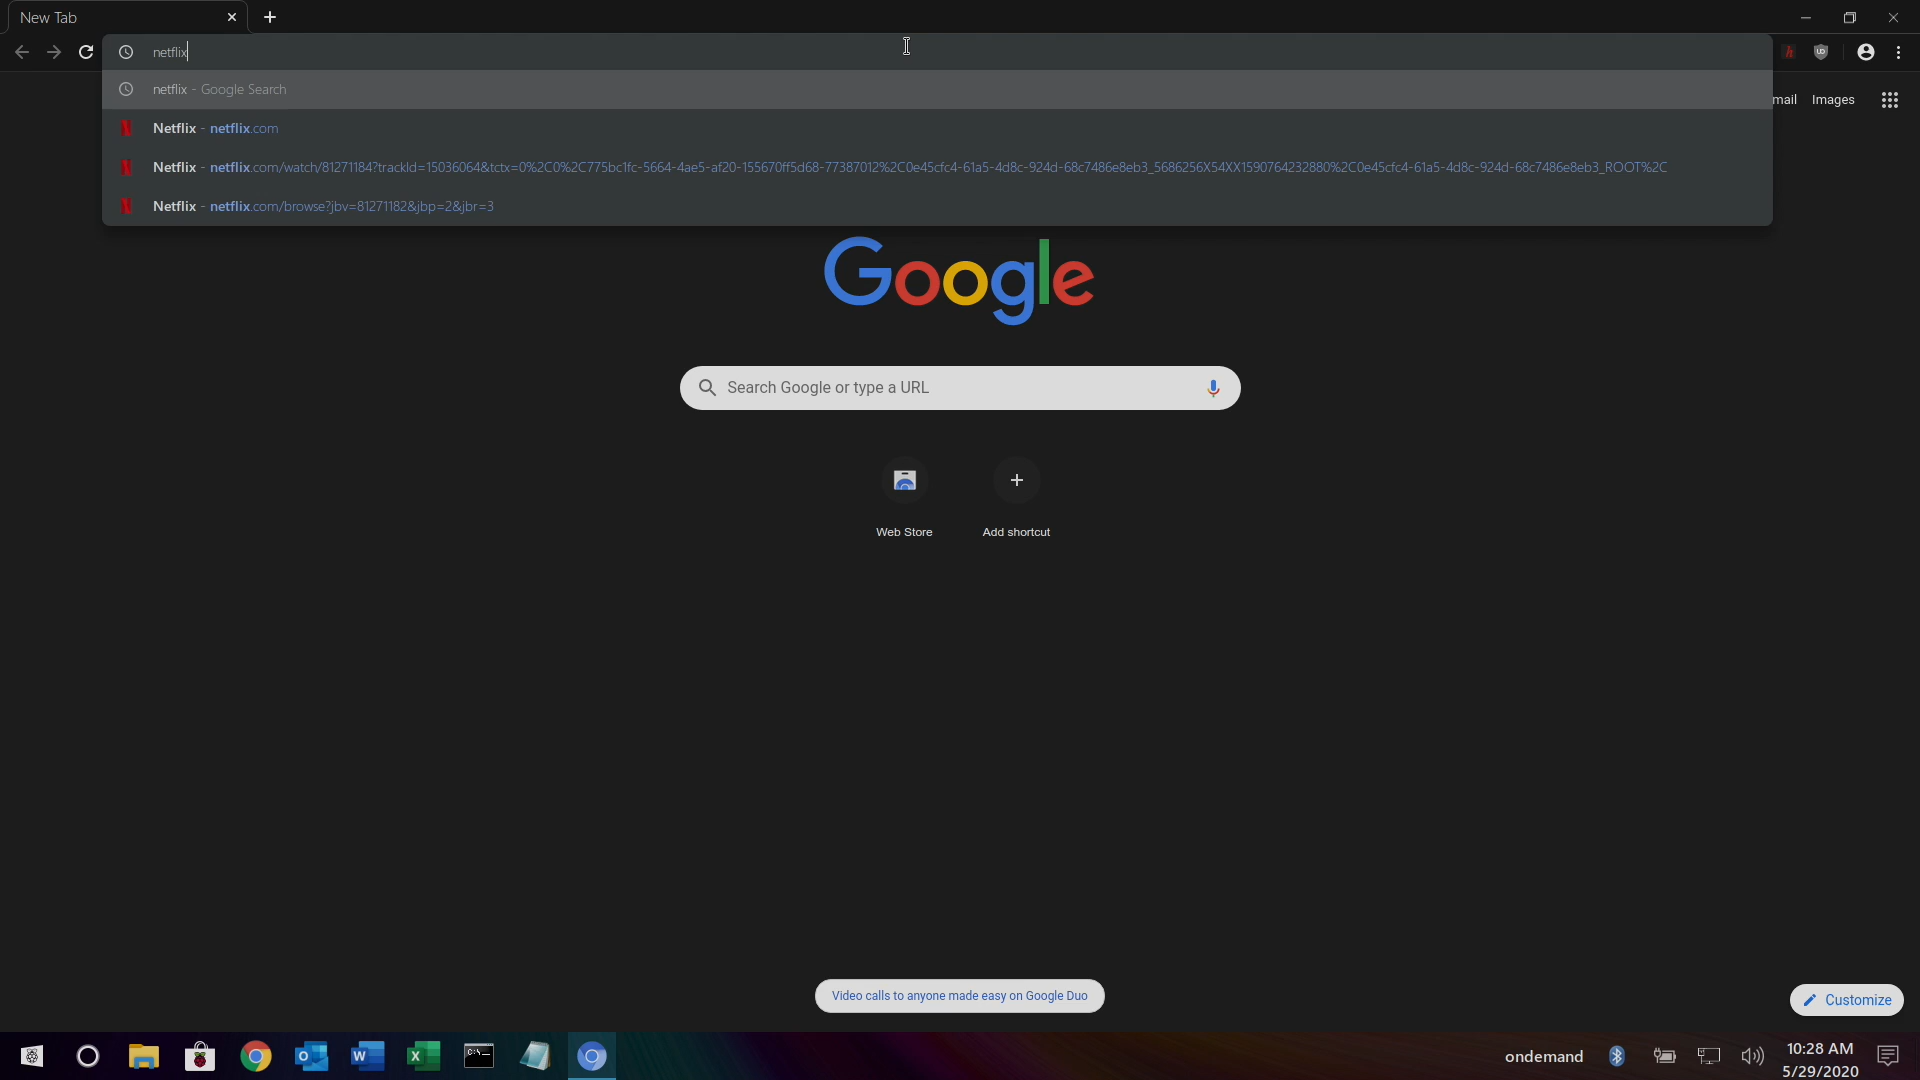 New Tab
netflix
netflix - Google Search
Netflix - netflix.com
Netflix - netflix.com/watch/81271184?trackId=15036064&tctx=0%2C0%2C775bc1fc-5664-4ae5-af20-155670ff5d68-77387012%2C0e45cfc4-61a5-4d8c-924d-68c7486e8eb3_5686256X54XX1590764232880%2C0e45cfc4-61a5-4d8c-924d-68c7486e8eb3_ROOT%2C
Netflix - netflix.com/browse?jbv=81271182&jbp=2&jbr=3
mail Images
Google
Search Google or type a URL
Web Store Add shortcut
Video calls to anyone made easy on Google Duo
Customize
ondemand
10:28 AM
5/29/2020